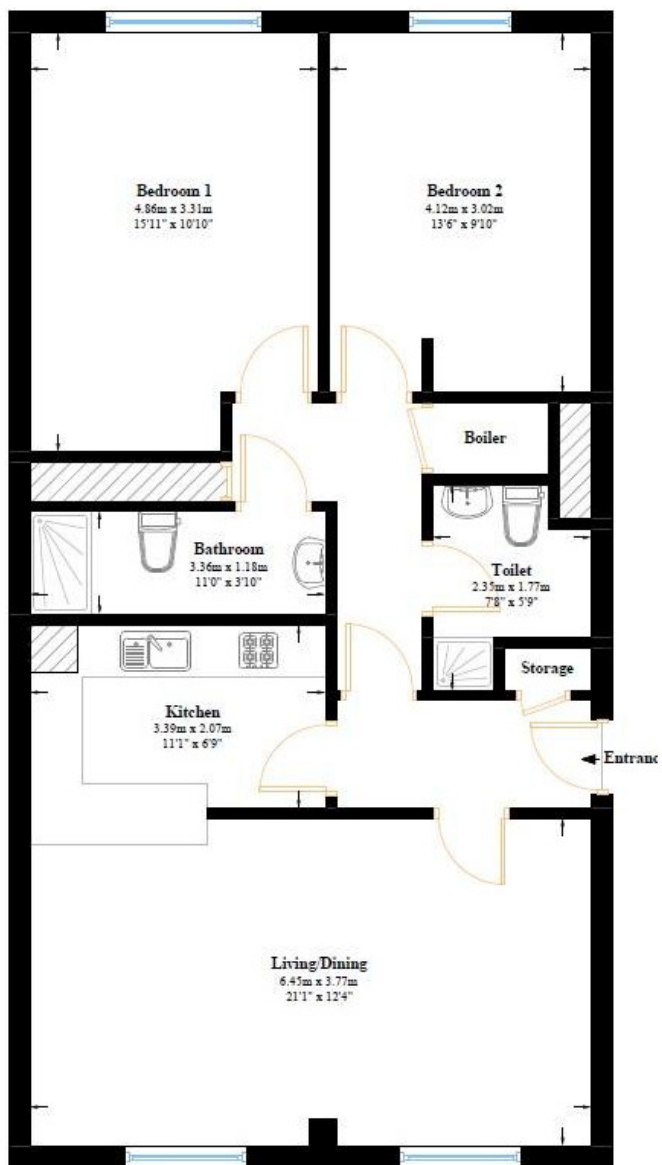 Bedroom 1
4.86m x 3.31m
15'11" x 10'10"
Bedroom 2
4.12m x 3.02m
13'6" x 9'10"
Boiler
Bathroom
3.36m x 1.18m
11'0" x 3'10"
Toilet
2.35m x 1.77m
7'8" x 5'9"
Storage
Kitchen
3.39m x 2.07m
11'1" x 6'9"
Entranc
Living/Dining
6.45m x 3.77m
21'1" x 12'4"